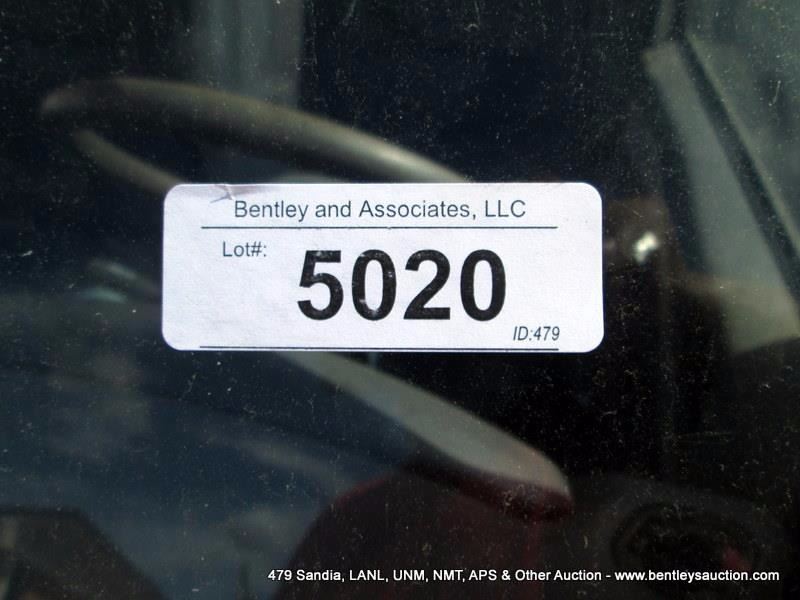 Bentley and Associates, LLC
Lot#:
5020
ID:479
479 Sandia, LANL, UNM, NMT, APS & Other Auction - www.bentleysauction.com